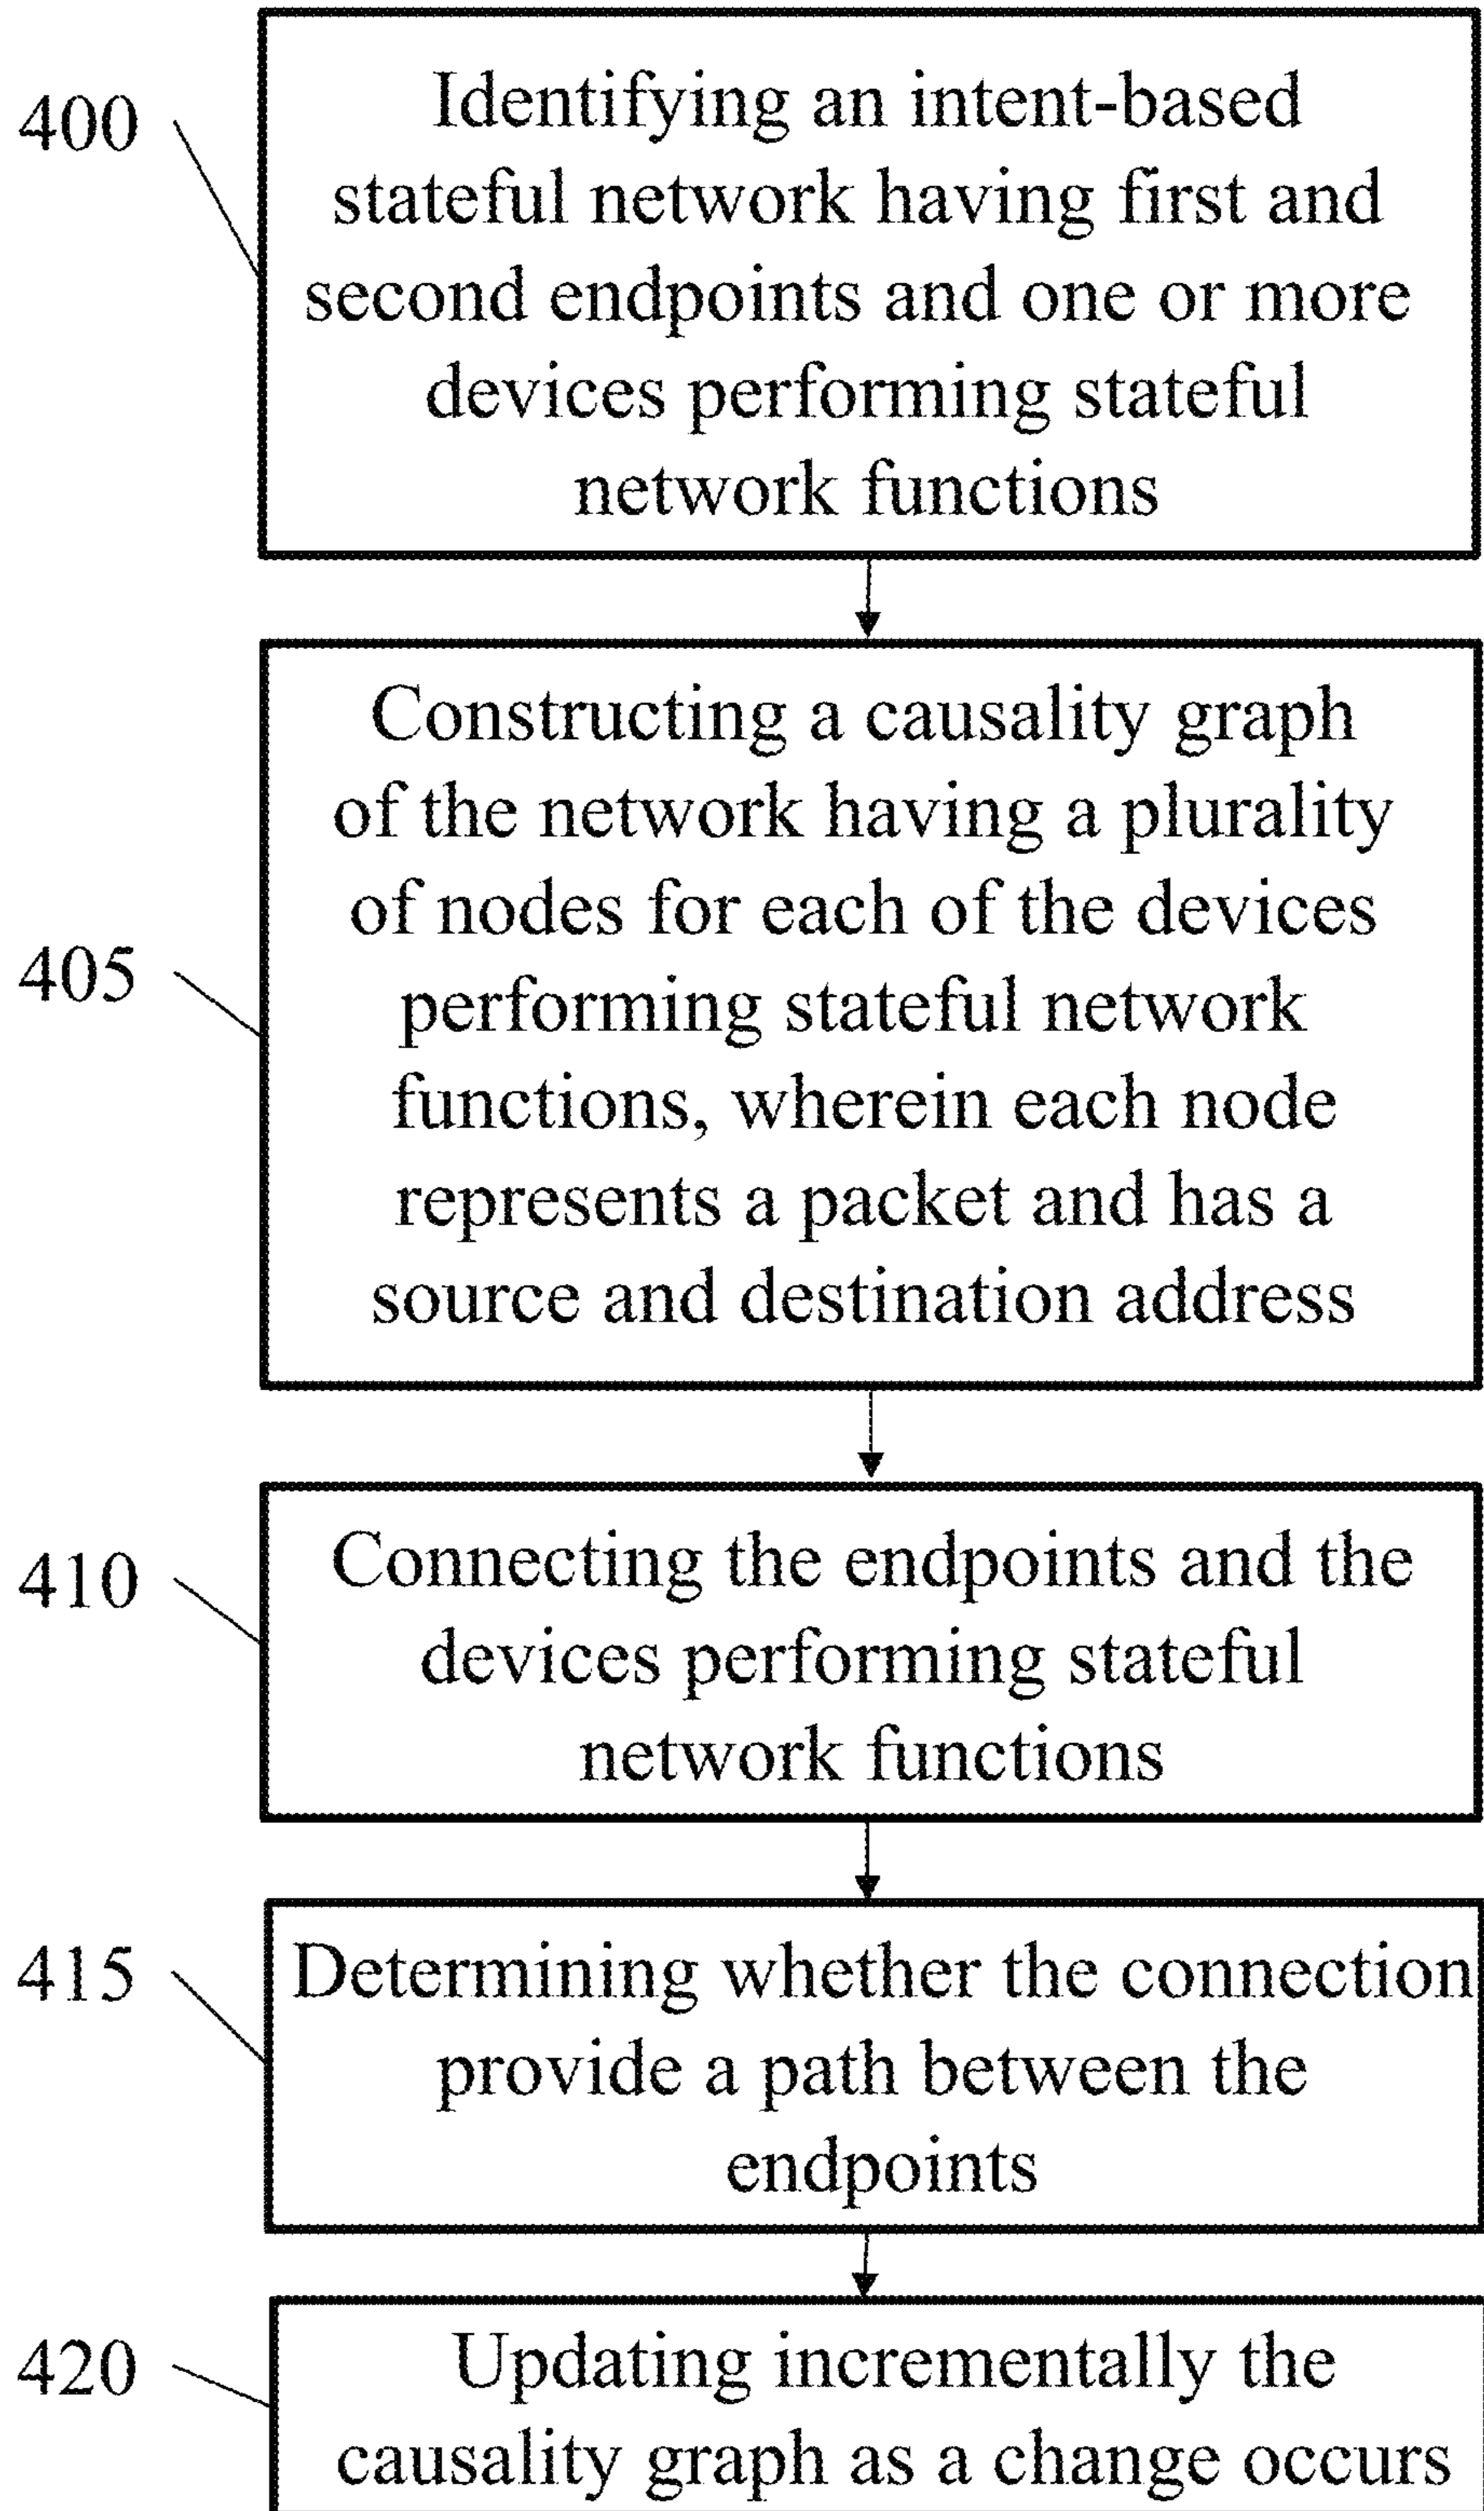 400
Identifying an intent-based
stateful network having first and
second endpoints and one or more
devices performing stateful
network functions
405
Constructing a causality graph
of the network having a plurality
of nodes for each of the devices
performing stateful network
functions, wherein each node
represents a packet and has a
source and destination address
410
Connecting the endpoints and the
devices performing stateful
network functions
415
Determining whether the connection
provide a path between the
endpoints
420
Updating incrementally the
causality graph as a change occurs